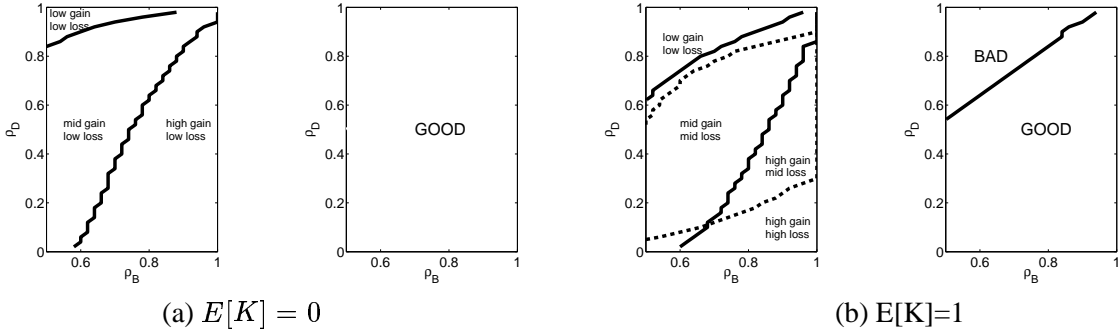 1
0.8
0.6
0.4
0.2
0
ρD
low gain
low loss
mid gain
low loss
high gain
low loss
0.6
0.8
1
ρB
1
0.8
0.6
0.4
0.2
0
GOOD
0.6
0.8
1
ρB
(a) E[K] = 0
1
0.8
0.6
0.4
0.2
0
ρD
low gain
low loss
mid gain
mid loss
high gain
mid loss
high gain
high loss
0.6
0.8
1
ρB
1
0.8
0.6
0.4
0.2
0
ρD
BAD
GOOD
0.6
0.8
1
ρB
(b) E[K]=1